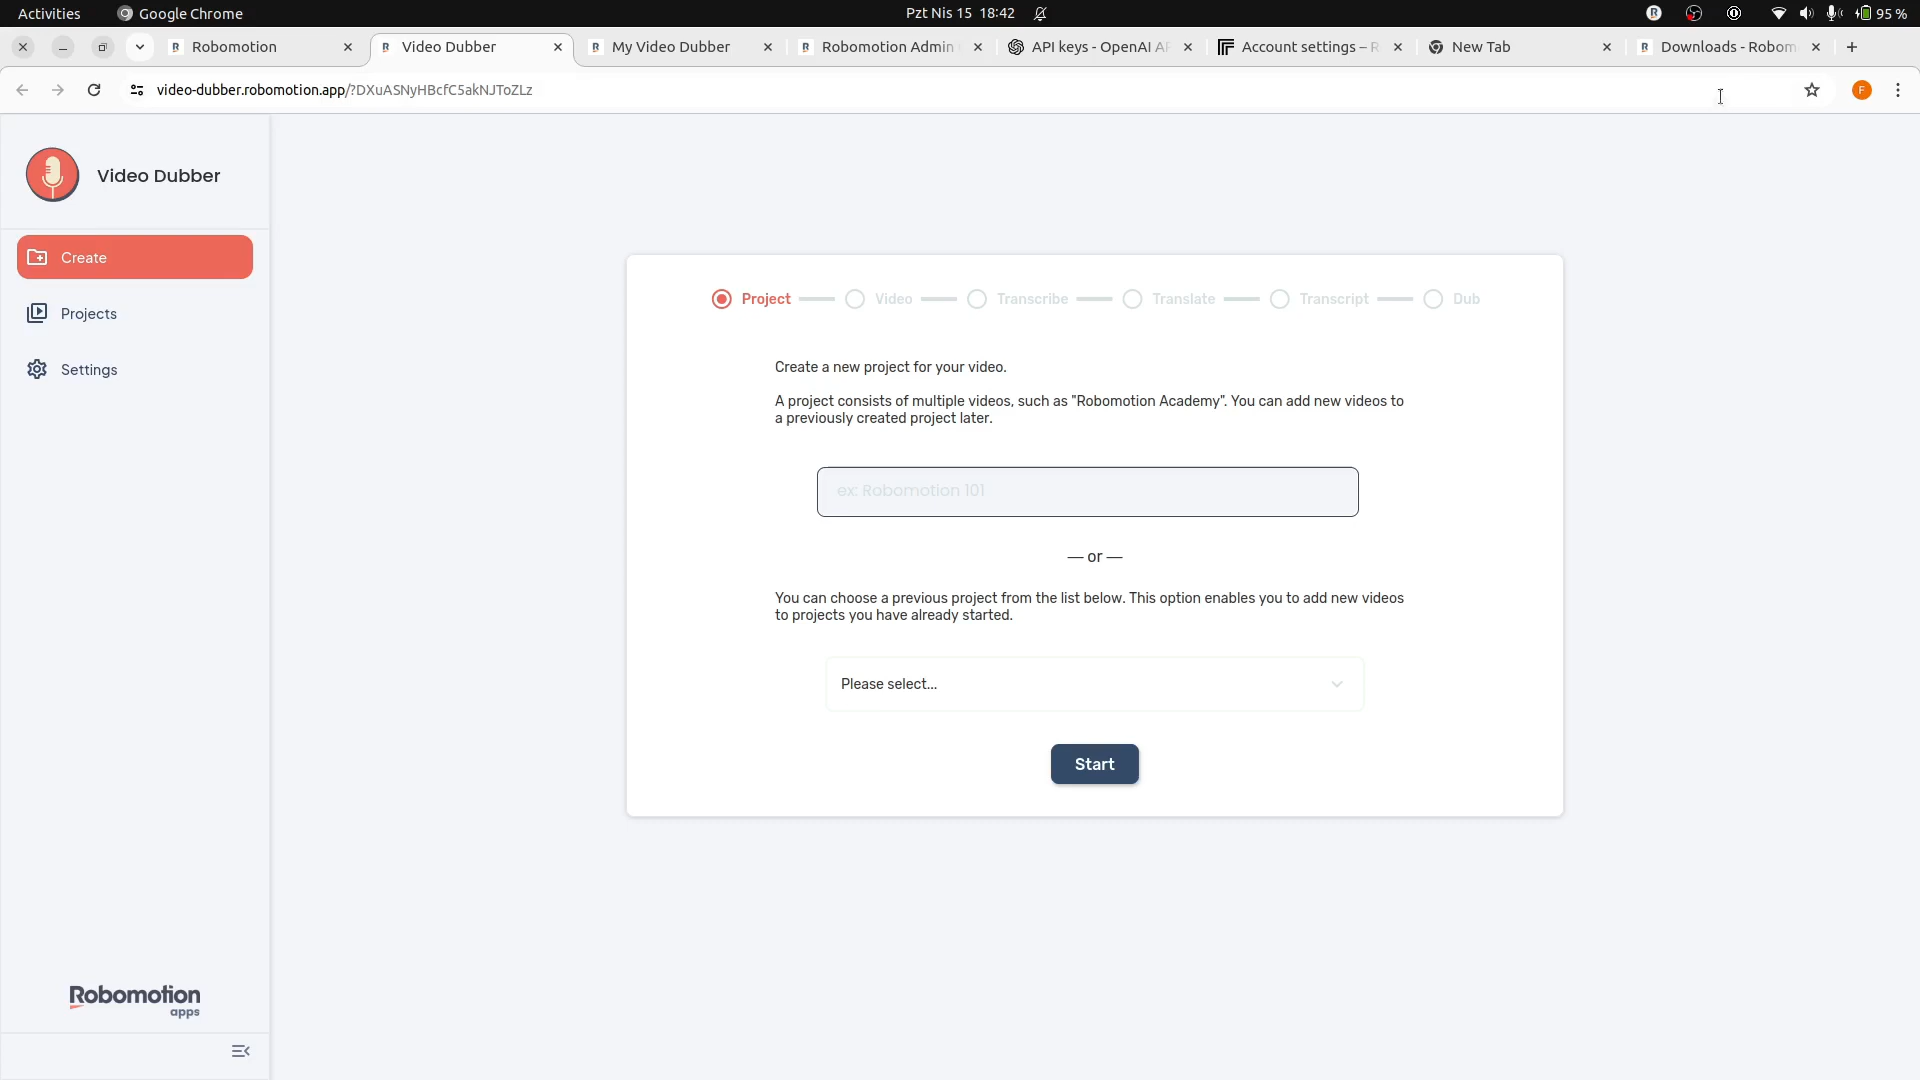 Activities
Google Chrome
Pzt Nis 15 18:42
95 %
Robomotion
Video Dubber
My Video Dubber
Robomotion Admin
API keys - OpenAI AP
Account settings – R
New Tab
Downloads - Robom
video-dubber.robomotion.app/?DXuASNyHBcfC5akNJToZLz
F
Video Dubber
Create
Projects
Settings
Project
Video
Transcribe
Translate
Transcript
Dub
Create a new project for your video.
A project consists of multiple videos, such as "Robomotion Academy". You can add new videos to
a previously created project later.
ex: Robomotion 101
— or —
You can choose a previous project from the list below. This option enables you to add new videos
to projects you have already started.
Please select...
Start
Robomotion
apps